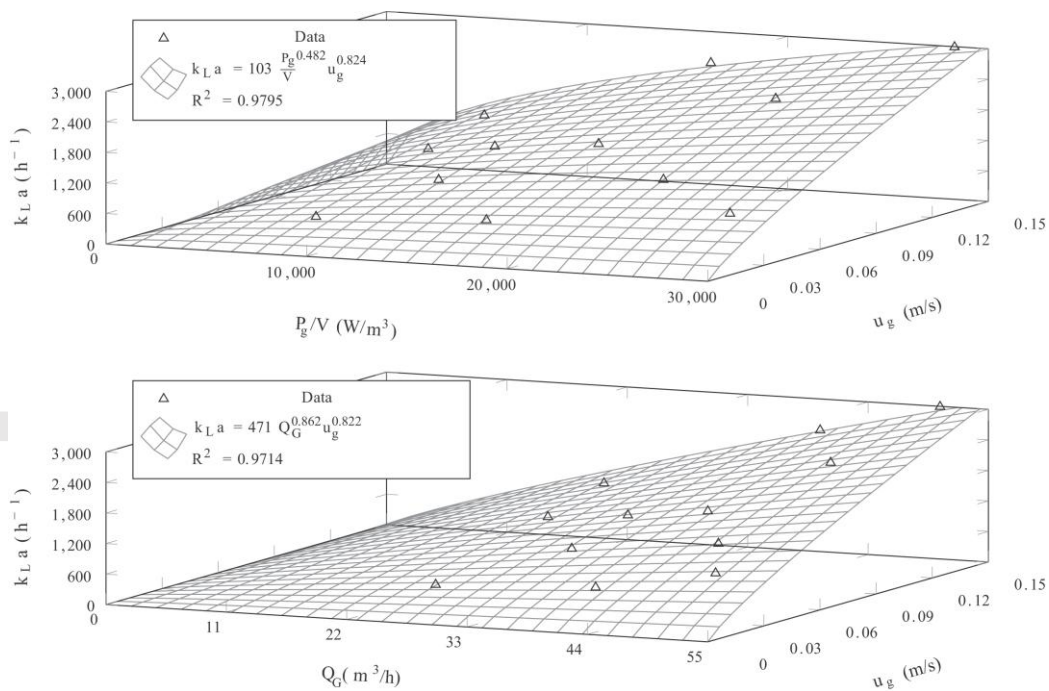 Data
k_L a = 103 P_g/V^0.482 u_g^0.824
R^2 = 0.9795
3,000
2,400
1,800
1,200
600
0
k_L a (h^-1)
0
10,000
20,000
30,000
P_g/V (W/m^3)
0
0.03
0.06
0.09
0.12
0.15
u_g (m/s)
Data
k_L a = 471 Q_G^0.862 u_g^0.822
R^2 = 0.9714
3,000
2,400
1,800
1,200
600
0
k_L a (h^-1)
0
11
22
33
44
55
Q_G (m^3/h)
0
0.03
0.06
0.09
0.12
0.15
u_g (m/s)